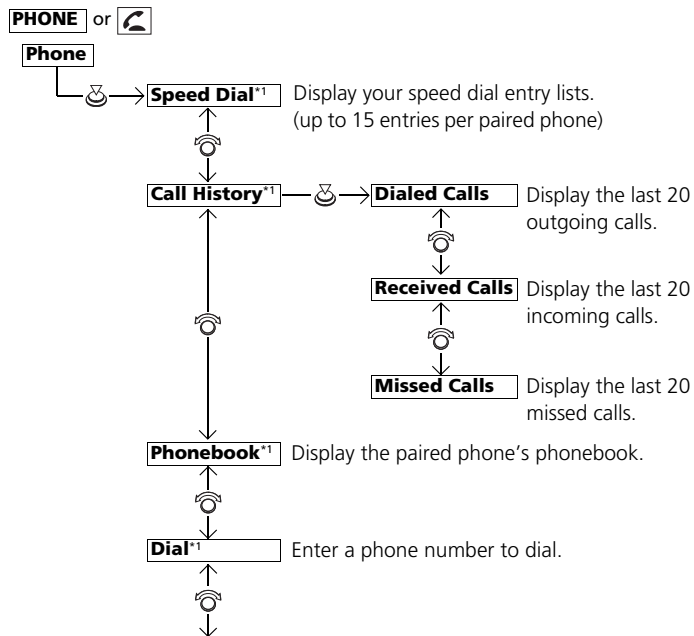 PHONE or
Phone
Speed Dial*1 Display your speed dial entry lists.
(up to 15 entries per paired phone)
Call History*1 Dialed Calls Display the last 20
outgoing calls.
Received Calls Display the last 20
incoming calls.
Missed Calls Display the last 20
missed calls.
Phonebook*1 Display the paired phone’s phonebook.
Dial*1 Enter a phone number to dial.